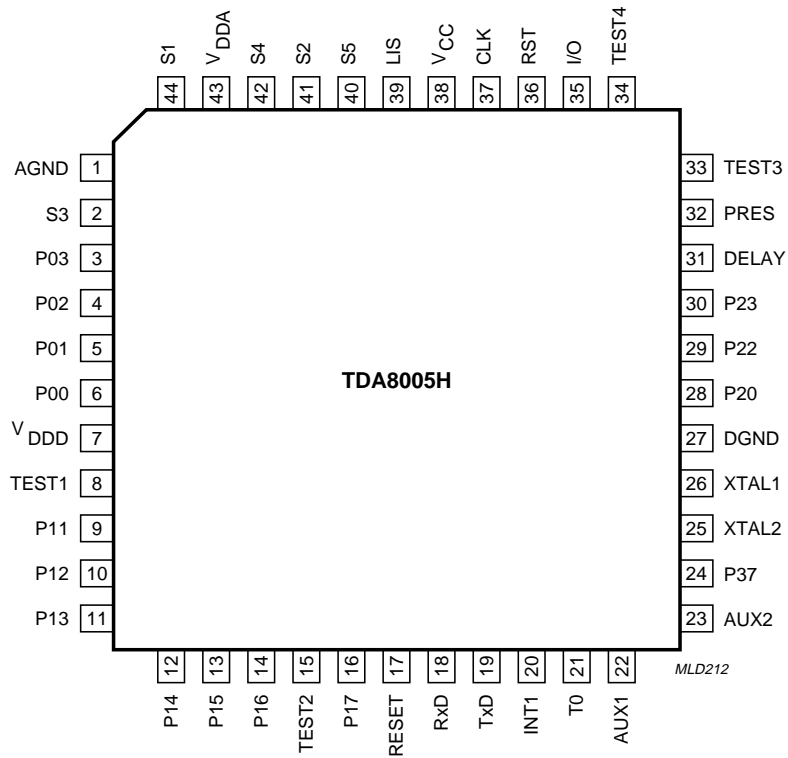 S1 VDDA S4 S2 S5 LIS VCC CLK RST I/O TEST4
44 43 42 41 40 39 38 37 36 35 34
AGND 1
S3 2
P03 3
P02 4
P01 5
P00 6
VDDD 7
TEST1 8
P11 9
P12 10
P13 11
TDA8005H
33 TEST3
32 PRES
31 DELAY
30 P23
29 P22
28 P20
27 DGND
26 XTAL1
25 XTAL2
24 P37
23 AUX2
12 13 14 15 16 17 18 19 20 21 22
P14 P15 P16 TEST2 P17 RESET RxD TxD INT1 T0 AUX1
MLD212